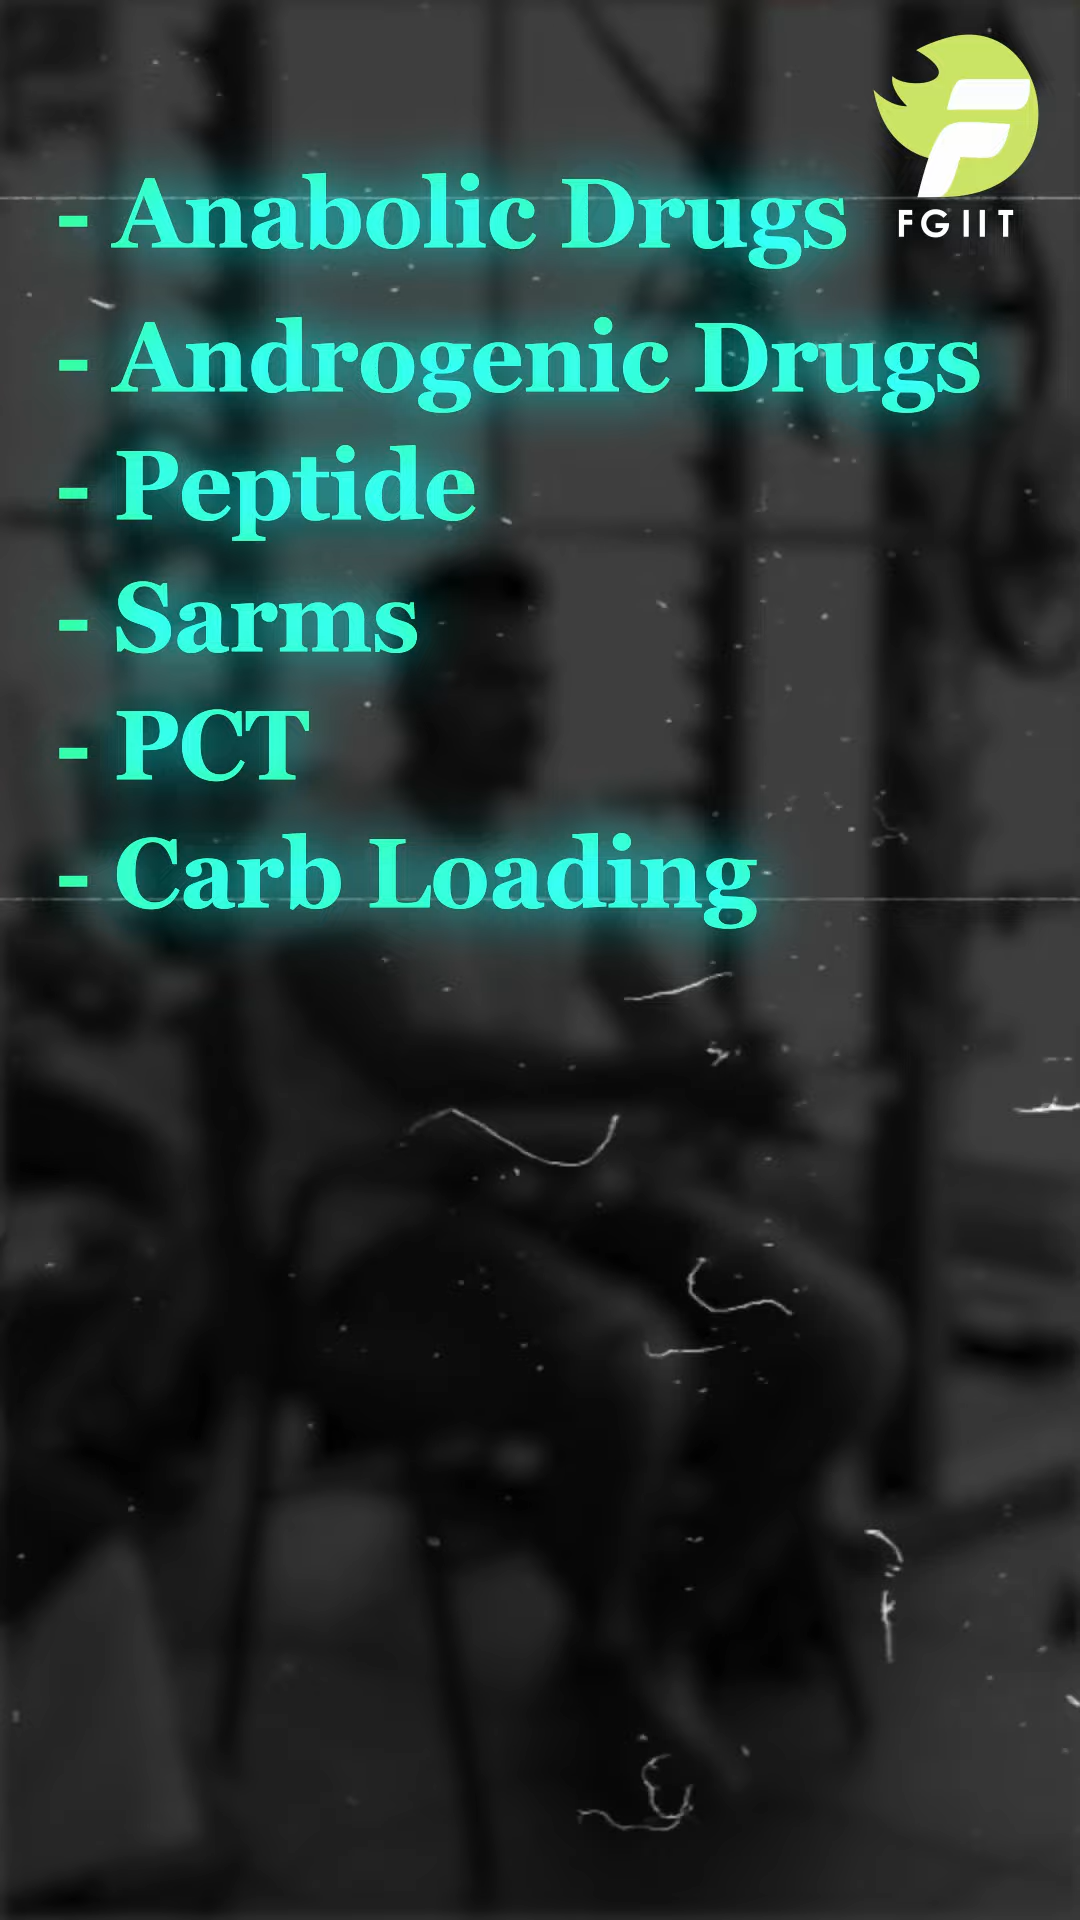 - Anabolic Drugs
FGIIT
- Androgenic Drugs
- Peptide
- Sarms
- PCT
- Carb Loading